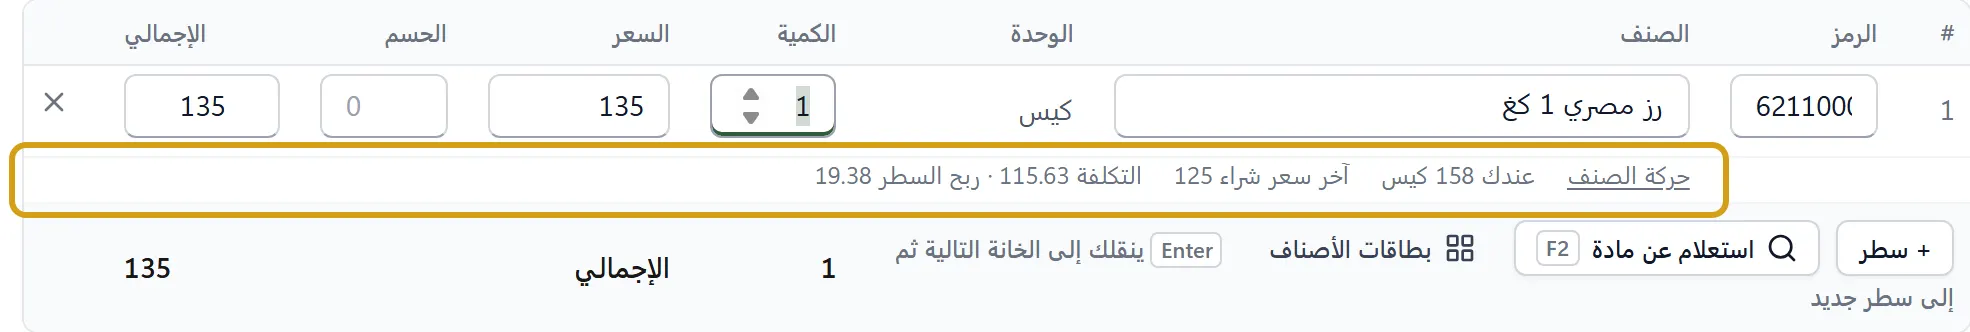 # الرمز الصنف الوحدة الكمية السعر الحسم الإجمالي
1 6211000 رز مصري 1 كغ كيس 1 135 0 135
حركة الصنف عندك 158 كيس آخر سعر شراء 125 التكلفة 115.63 · ربح السطر 19.38
+ سطر استعلام عن مادة F2 بطاقات الأصناف Enter ينقلك إلى الخانة التالية ثم 1 الإجمالي 135
إلى سطر جديد